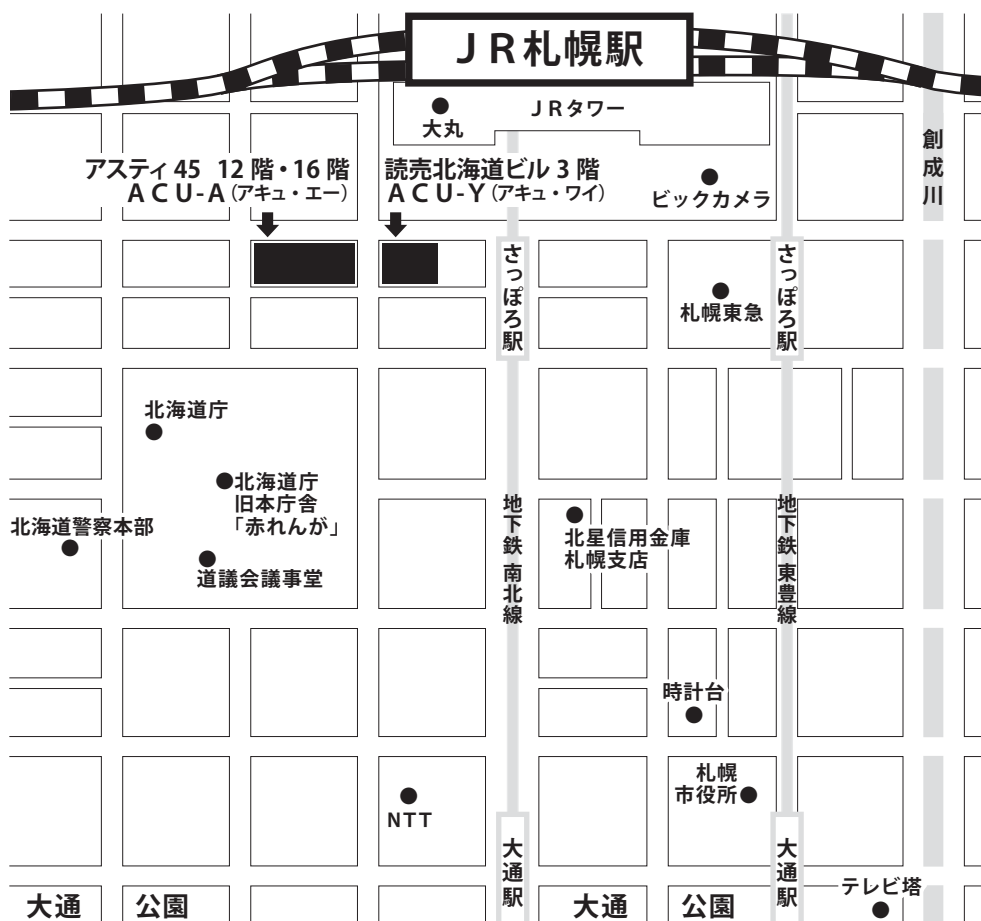 JR札幌駅
JRタワー
大丸
創成川
アスティ45 12階・16階
ACU-A(アキュ・エー)
読売北海道ビル3階
ACU-Y(アキュ・ワイ)
ビックカメラ
さっぽろ駅
さっぽろ駅
札幌東急
北海道庁
北海道庁
旧本庁舎
「赤れんが」
北海道警察本部
道議会議事堂
地下鉄 南北線
北星信用金庫
札幌支店
地下鉄 東豊線
時計台
札幌
市役所
NTT
大通駅
大通駅
テレビ塔
大通 公園
大通 公園